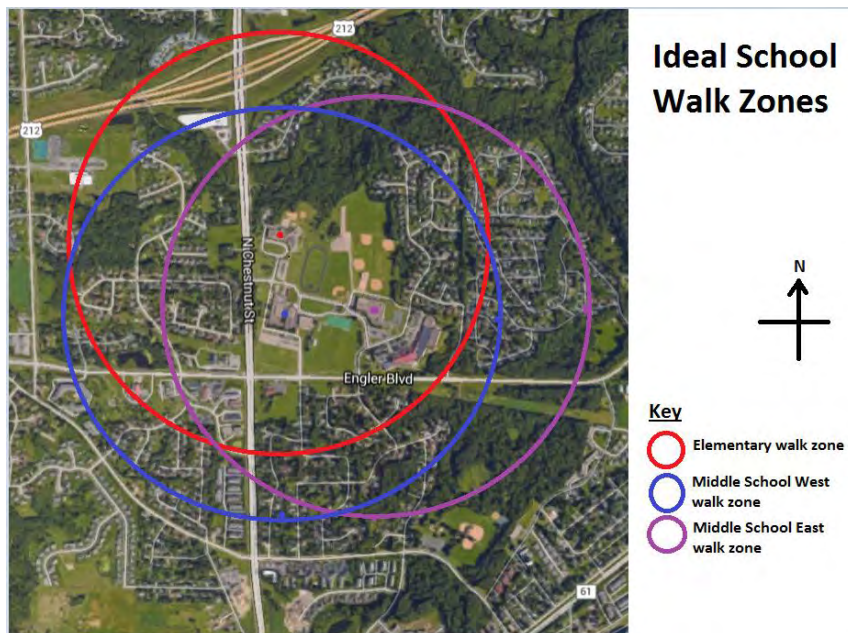 Ideal School
Walk Zones
212
212
N Chestnut St
Engler Blvd
61
N
Key
Elementary walk zone
Middle School West
walk zone
Middle School East
walk zone